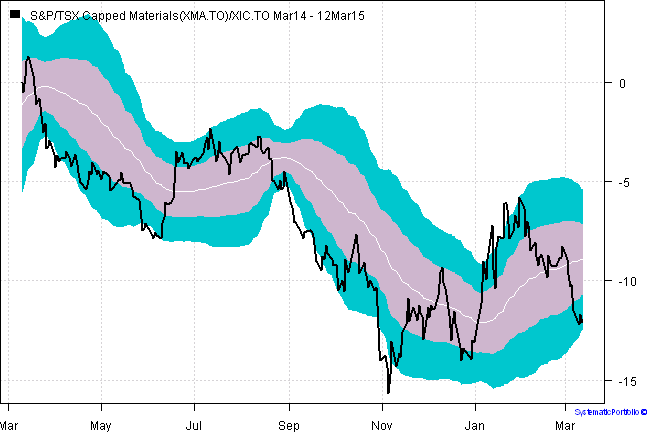 S&P/TSX Capped Materials(XMA.TO)/XIC.TO Mar14 - 12Mar15
0
-5
-10
-15
Mar May Jul Sep Nov Jan Mar
SystematicPortfolio ©